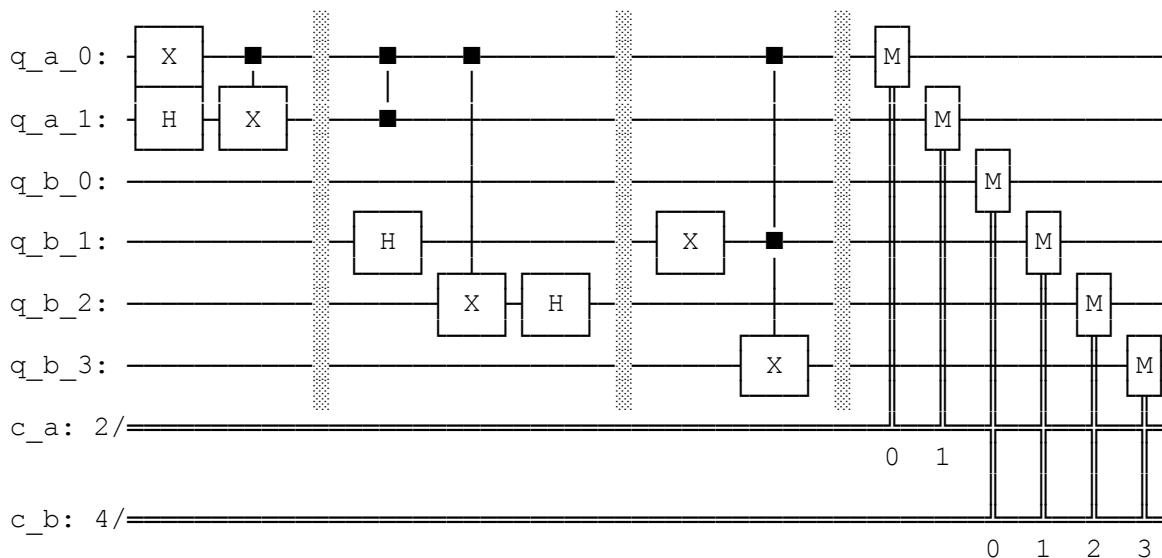 q_a_0: X M
q_a_1: H X M
q_b_0: M
q_b_1: H X M
q_b_2: X H M
q_b_3: X M
c_a: 2/
0 1
c_b: 4/
0 1 2 3